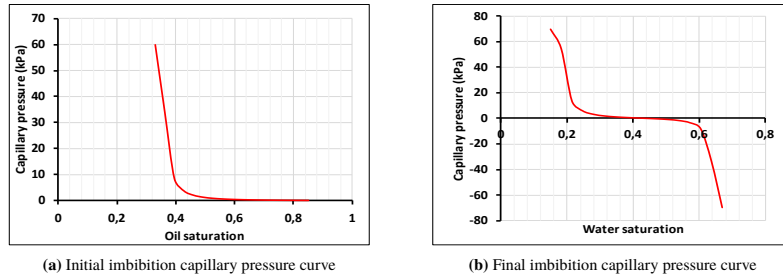 Capillary pressure (kPa)
70
60
50
40
30
20
10
0
0 0,2 0,4 0,6 0,8 1
Oil saturation
(a) Initial imbibition capillary pressure curve
Capillary pressure (kPa)
80
60
40
20
0
-20
-40
-60
-80
0 0,2 0,4 0,6 0,8
Water saturation
(b) Final imbibition capillary pressure curve